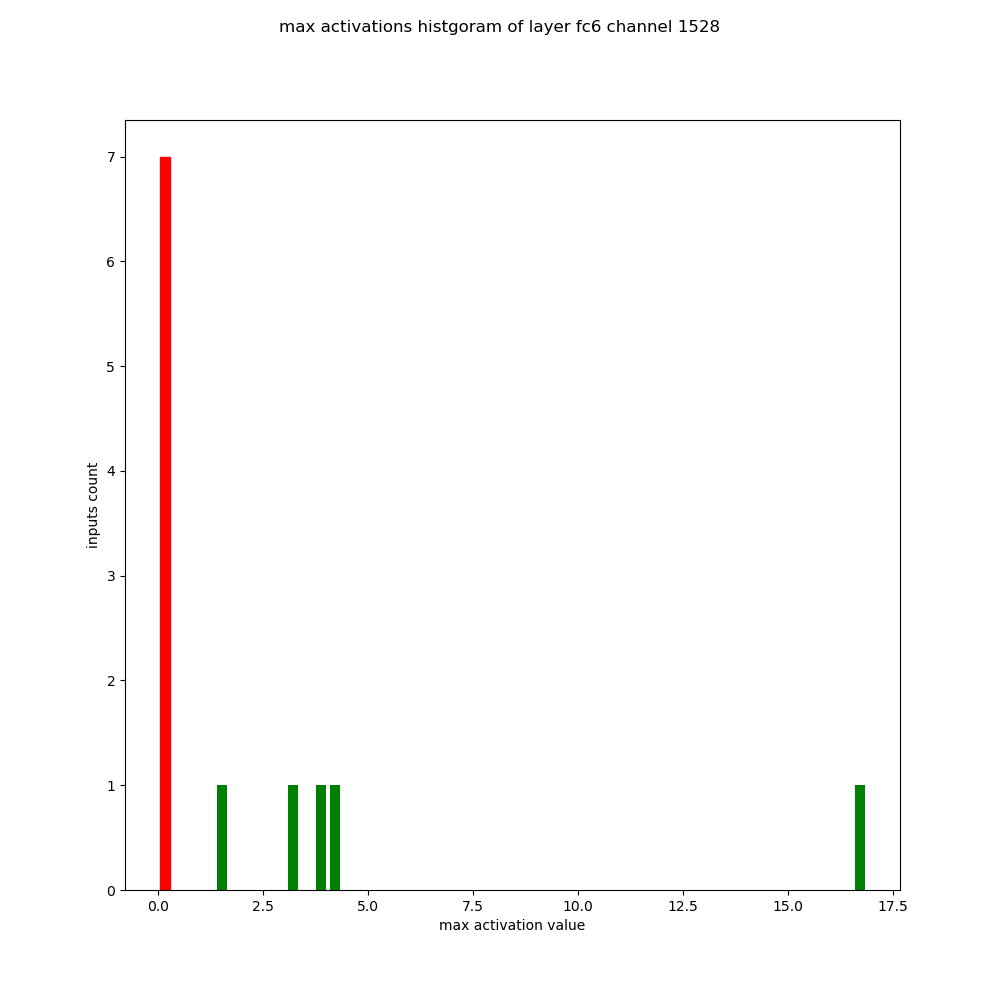 max activations histgoram of layer fc6 channel 1528
7
6
5
4
3
2
1
0
inputs count
0.0 2.5 5.0 7.5 10.0 12.5 15.0 17.5
max activation value